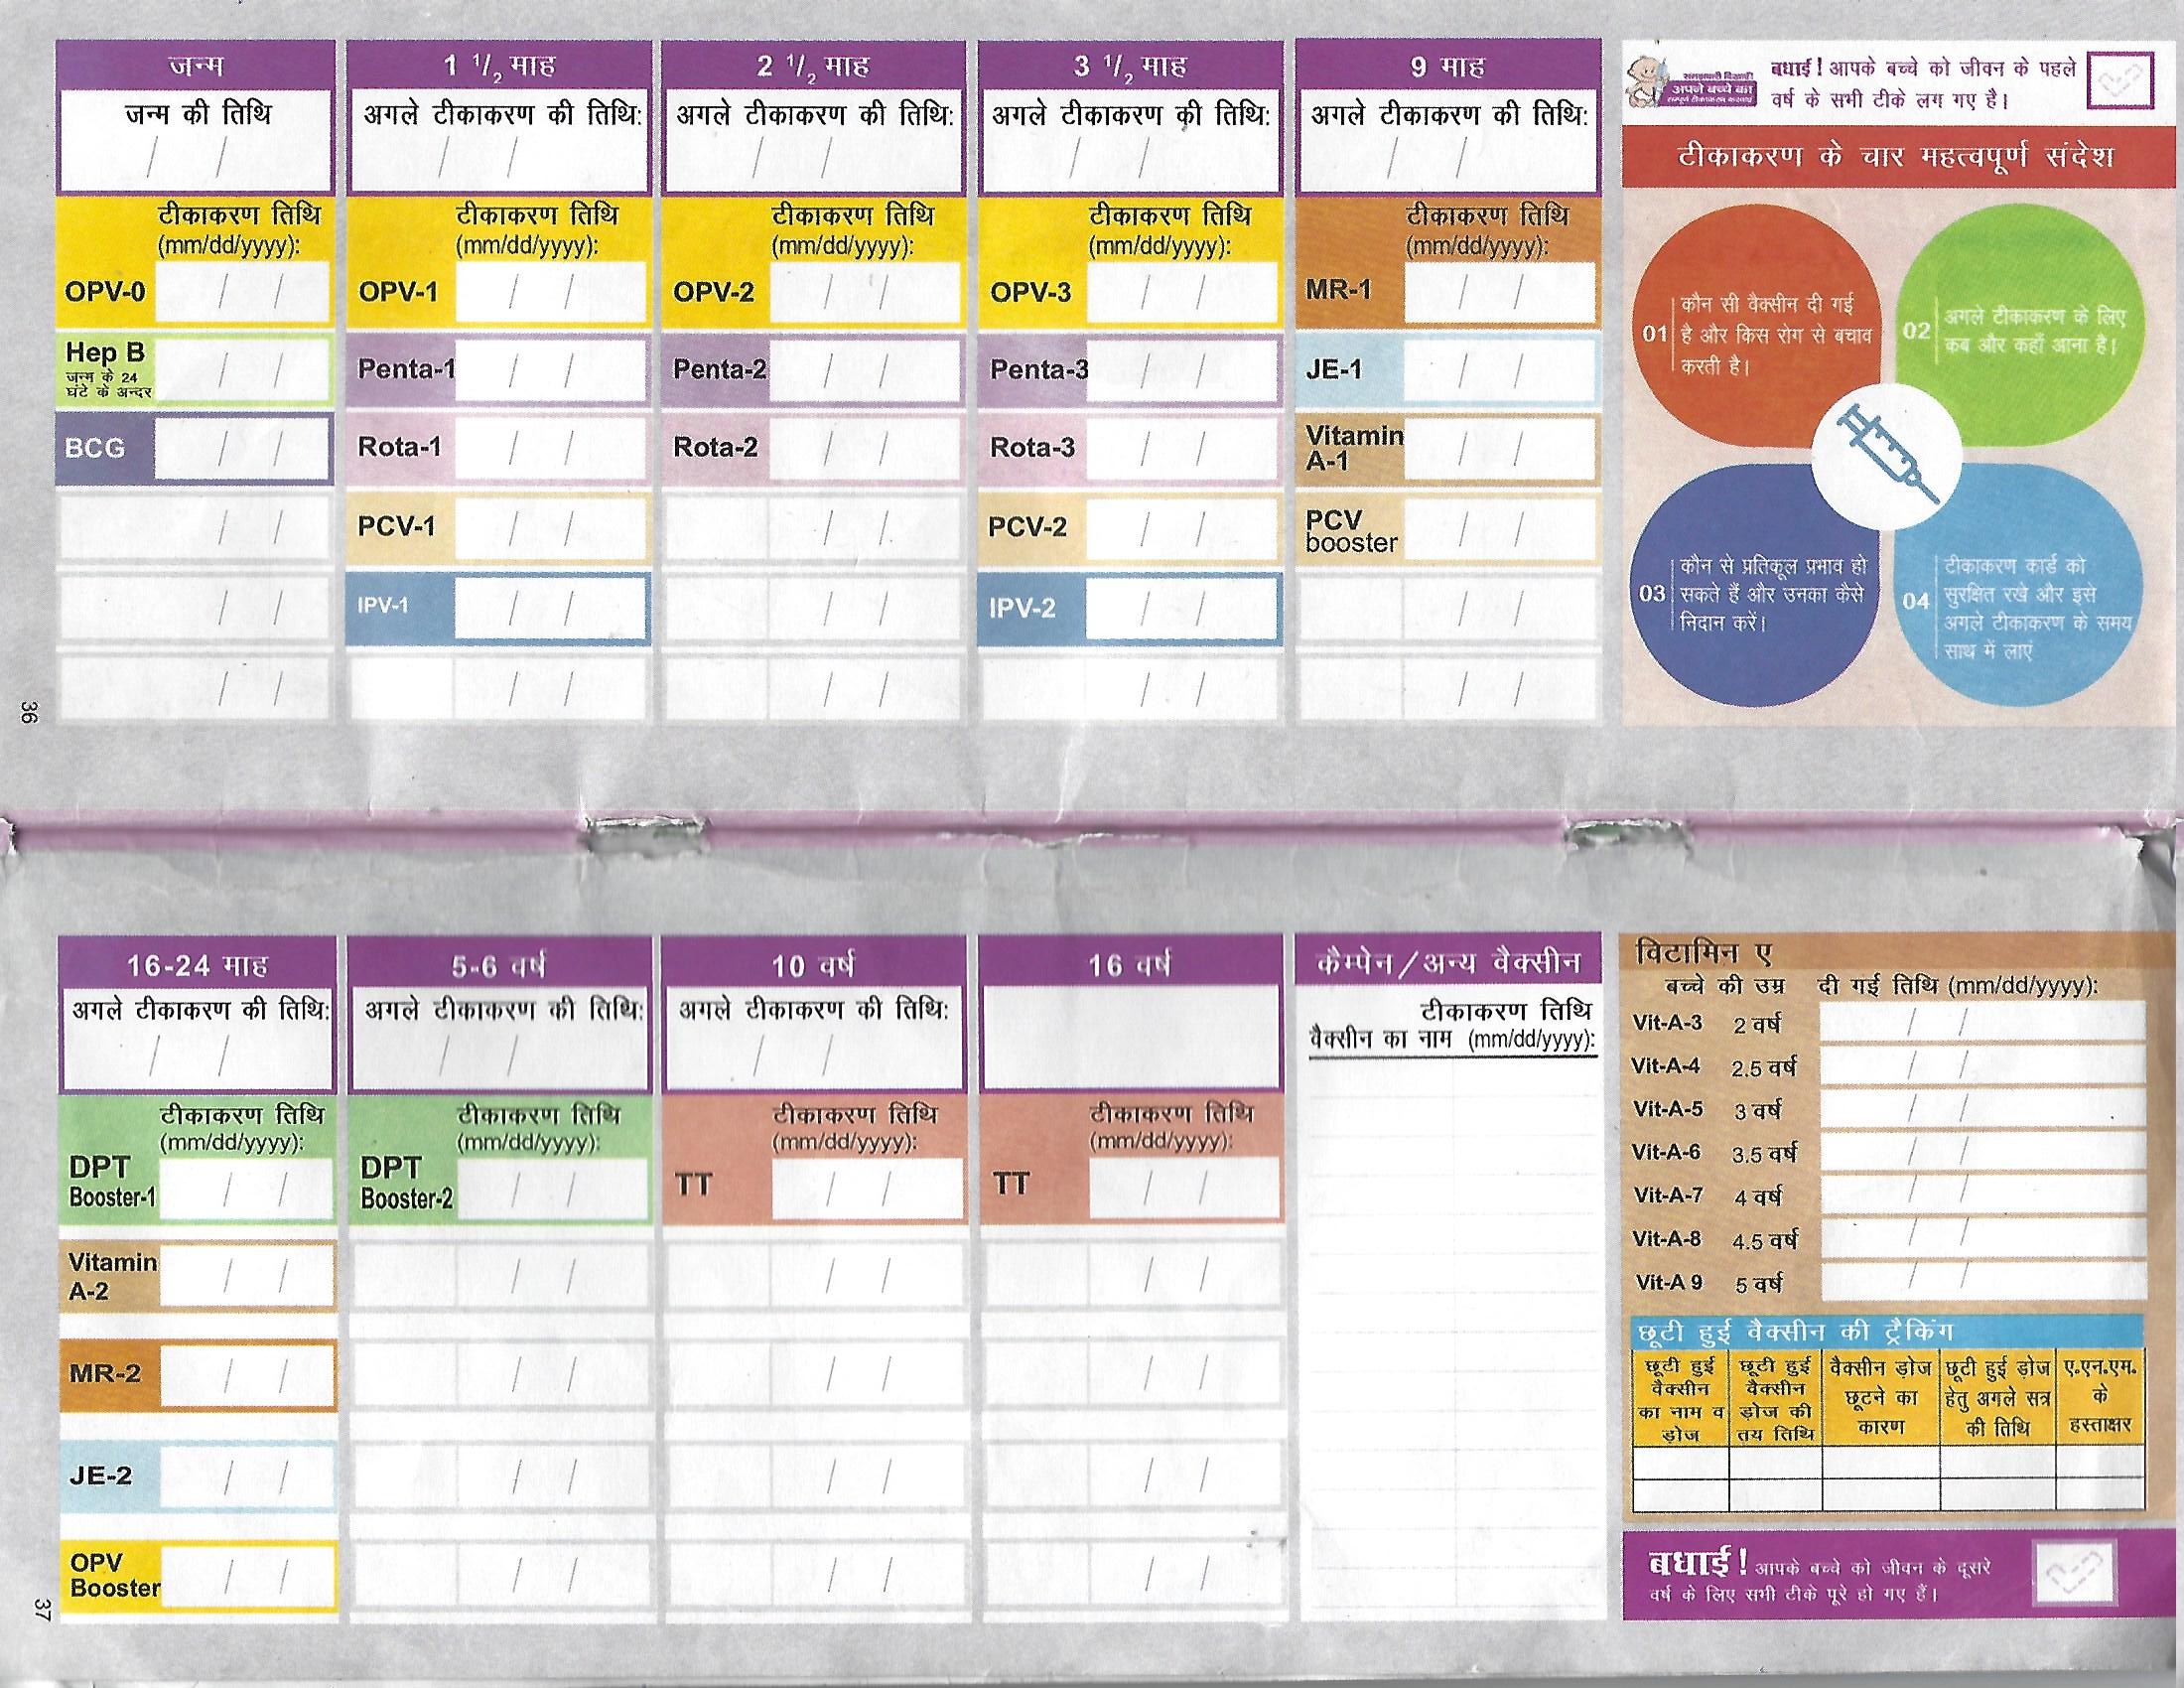 जन्म
जन्म की तिथि
/ /
टीकाकरण तिथि
(mm/dd/yyyy):
OPV-0 / /
Hep B
जन्म के 24
घंटे के अन्दर / /
BCG / /
/ /
/ /
/ /
1 1/2 माह
अगले टीकाकरण की तिथि:
/ /
टीकाकरण तिथि
(mm/dd/yyyy):
OPV-1 / /
Penta-1 / /
Rota-1 / /
PCV-1 / /
IPV-1 / /
/ /
2 1/2 माह
अगले टीकाकरण की तिथि:
/ /
टीकाकरण तिथि
(mm/dd/yyyy):
OPV-2 / /
Penta-2 / /
Rota-2 / /
/ /
/ /
/ /
3 1/2 माह
अगले टीकाकरण की तिथि:
/ /
टीकाकरण तिथि
(mm/dd/yyyy):
OPV-3 / /
Penta-3 / /
Rota-3 / /
PCV-2 / /
IPV-2 / /
/ /
9 माह
अगले टीकाकरण की तिथि:
/ /
टीकाकरण तिथि
(mm/dd/yyyy):
MR-1 / /
JE-1 / /
Vitamin
A-1 / /
PCV
booster / /
/ /
/ /
अपने बच्चे का
बधाई! आपके बच्चे को जीवन के पहले
वर्ष के सभी टीके लग गए है।
टीकाकरण के चार महत्वपूर्ण संदेश
01
कौन सी वैक्सीन दी गई
है और किस रोग से बचाव
करती है।
02
अगले टीकाकरण के लिए
कब और कहाँ आना है।
03
कौन से प्रतिकूल प्रभाव हो
सकते हैं और उनका कैसे
निदान करें।
04
टीकाकरण कार्ड को
सुरक्षित रखे और इसे
अगले टीकाकरण के समय
साथ में लाएं
36
16-24 माह
अगले टीकाकरण की तिथि:
/ /
टीकाकरण तिथि
(mm/dd/yyyy):
DPT
Booster-1 / /
Vitamin
A-2 / /
MR-2 / /
JE-2 / /
OPV
Booster / /
5-6 वर्ष
अगले टीकाकरण की तिथि:
/ /
टीकाकरण तिथि
(mm/dd/yyyy):
DPT
Booster-2 / /
/ /
/ /
/ /
/ /
10 वर्ष
अगले टीकाकरण की तिथि:
/ /
टीकाकरण तिथि
(mm/dd/yyyy):
TT / /
/ /
/ /
/ /
/ /
16 वर्ष
टीकाकरण तिथि
(mm/dd/yyyy):
TT / /
/ /
/ /
/ /
/ /
कैम्पेन/अन्य वैक्सीन
टीकाकरण तिथि
वैक्सीन का नाम (mm/dd/yyyy):
विटामिन ए
बच्चे की उम्र दी गई तिथि (mm/dd/yyyy):
Vit-A-3 2 वर्ष / /
Vit-A-4 2.5 वर्ष / /
Vit-A-5 3 वर्ष / /
Vit-A-6 3.5 वर्ष / /
Vit-A-7 4 वर्ष / /
Vit-A-8 4.5 वर्ष / /
Vit-A 9 5 वर्ष / /
छूटी हुई वैक्सीन की ट्रैकिंग
छूटी हुई
वैक्सीन
का नाम व
ड़ोज
छूटी हुई
वैक्सीन
ड़ोज की
तय तिथि
वैक्सीन ड़ोज
छूटने का
कारण
छूटी हुई ड़ोज
हेतु अगले सत्र
की तिथि
ए.एन.एम.
के
हस्ताक्षर
बधाई! आपके बच्चे को जीवन के दूसरे
वर्ष के लिए सभी टीके पूरे हो गए हैं।
37